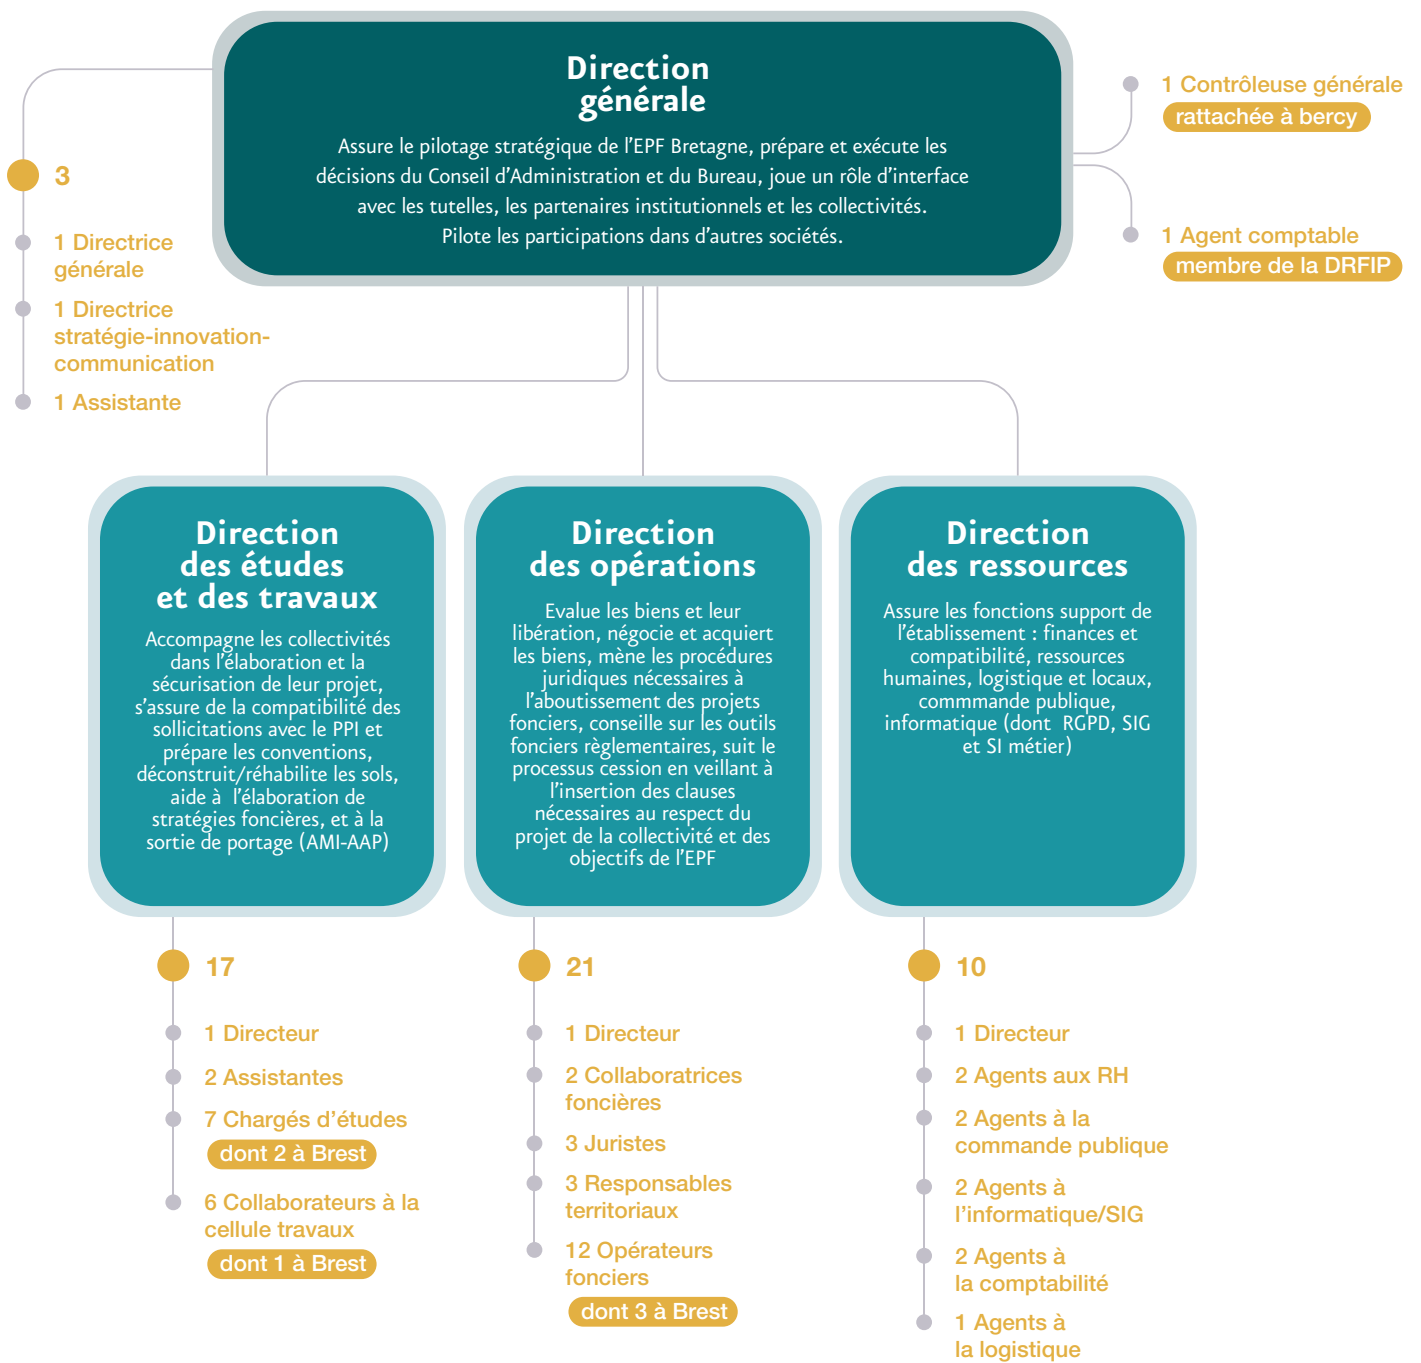 Direction
générale
Assure le pilotage stratégique de l’EPF Bretagne, prépare et exécute les
décisions du Conseil d’Administration et du Bureau, joue un rôle d’interface
avec les tutelles, les partenaires institutionnels et les collectivités.
Pilote les participations dans d’autres sociétés.
1 Contrôleuse générale
rattachée à bercy
1 Agent comptable
membre de la DRFIP
3
1 Directrice
générale
1 Directrice
stratégie-innovation-
communication
1 Assistante
Direction
des études
et des travaux
Accompagne les collectivités
dans l’élaboration et la
sécurisation de leur projet,
s’assure de la compatibilité des
sollicitations avec le PPI et
prépare les conventions,
déconstruit/réhabilite les sols,
aide à  l’élaboration de
stratégies foncières, et à la
sortie de portage (AMI-AAP)
17
1 Directeur
2 Assistantes
7 Chargés d’études
dont 2 à Brest
6 Collaborateurs à la
cellule travaux
dont 1 à Brest
Direction
des opérations
Evalue les biens et leur
libération, négocie et acquiert
les biens, mène les procédures
juridiques nécessaires à
l’aboutissement des projets
fonciers, conseille sur les outils
fonciers règlementaires, suit le
processus cession en veillant à
l’insertion des clauses
nécessaires au respect du
projet de la collectivité et des
objectifs de l’EPF
21
1 Directeur
2 Collaboratrices
foncières
3 Juristes
3 Responsables
territoriaux
12 Opérateurs
fonciers
dont 3 à Brest
Direction
des ressources
Assure les fonctions support de
l’établissement : finances et
compatibilité, ressources
humaines, logistique et locaux,
commmande publique,
informatique (dont  RGPD, SIG
et SI métier)
10
1 Directeur
2 Agents aux RH
2 Agents à la
commande publique
2 Agents à
l’informatique/SIG
2 Agents à
la comptabilité
1 Agents à
la logistique